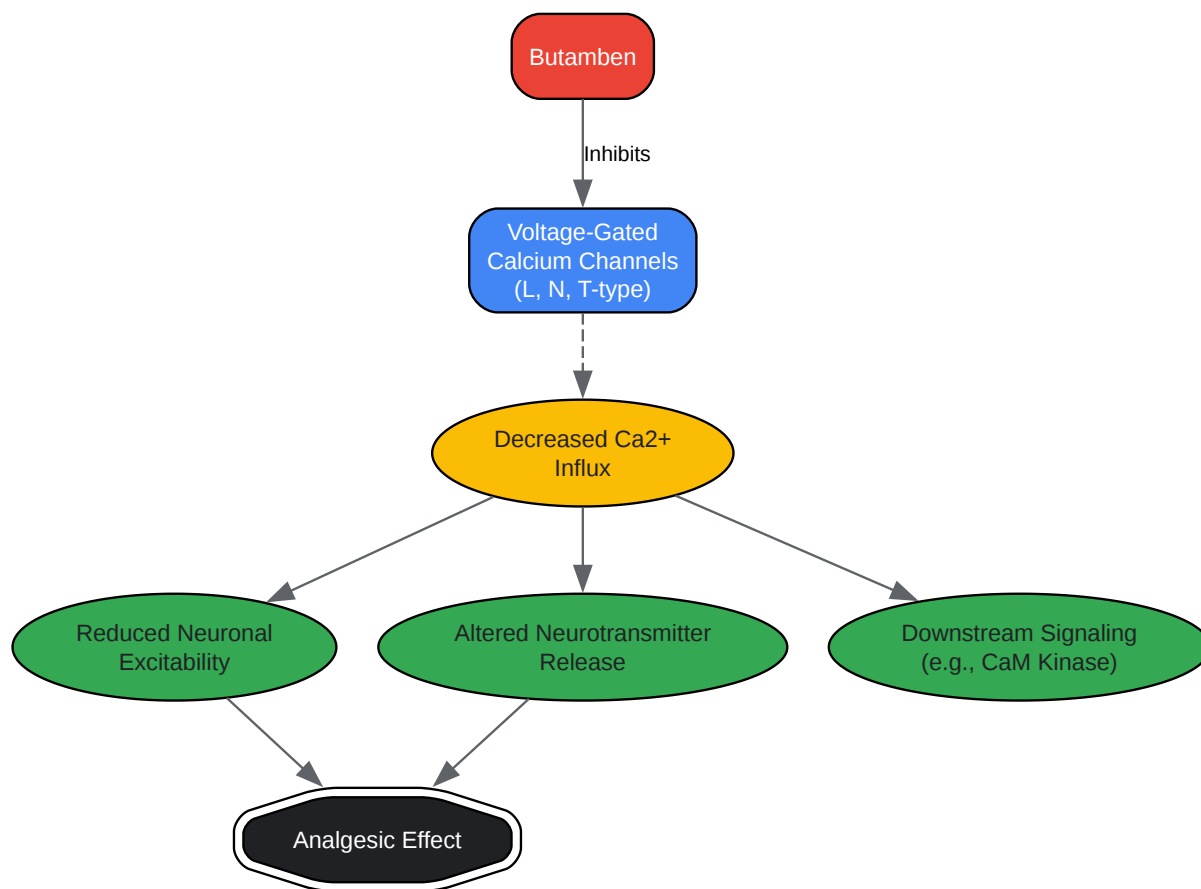 Butamben
Inhibits
Voltage-Gated
Calcium Channels
(L, N, T-type)
Decreased Ca2+
Influx
Reduced Neuronal
Excitability
Altered Neurotransmitter
Release
Downstream Signaling
(e.g., CaM Kinase)
Analgesic Effect